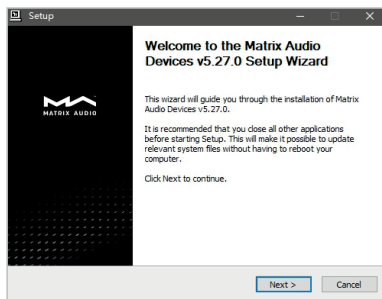 Setup
Welcome to the Matrix Audio
Devices v5.27.0 Setup Wizard
MATRIX AUDIO
This wizard will guide you through the installation of Matrix
Audio Devices v5.27.0.
It is recommended that you close all other applications
before starting Setup. This will make it possible to update
relevant system files without having to reboot your
computer.
Click Next to continue.
Next >
Cancel